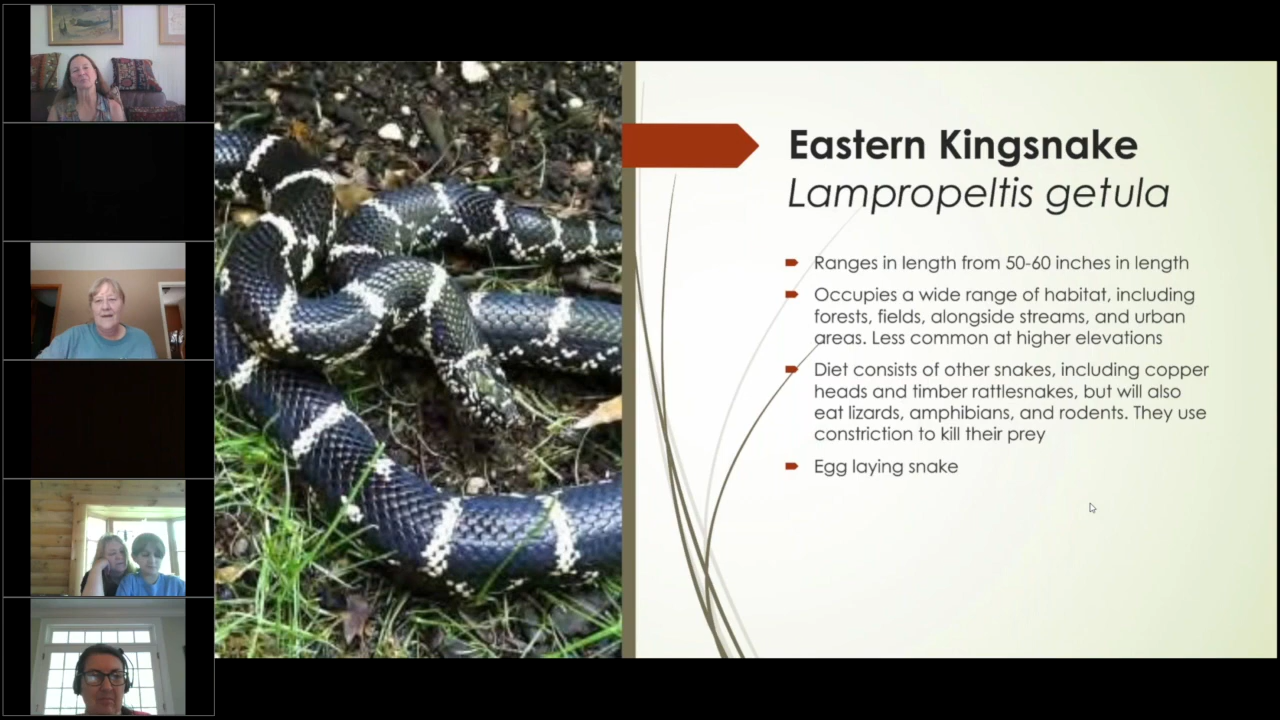 Eastern Kingsnake
Lampropeltis getula
Ranges in length from 50-60 inches in length
Occupies a wide range of habitat, including
forests, fields, alongside streams, and urban
areas. Less common at higher elevations
Diet consists of other snakes, including copper
heads and timber rattlesnakes, but will also
eat lizards, amphibians, and rodents. They use
constriction to kill their prey
Egg laying snake